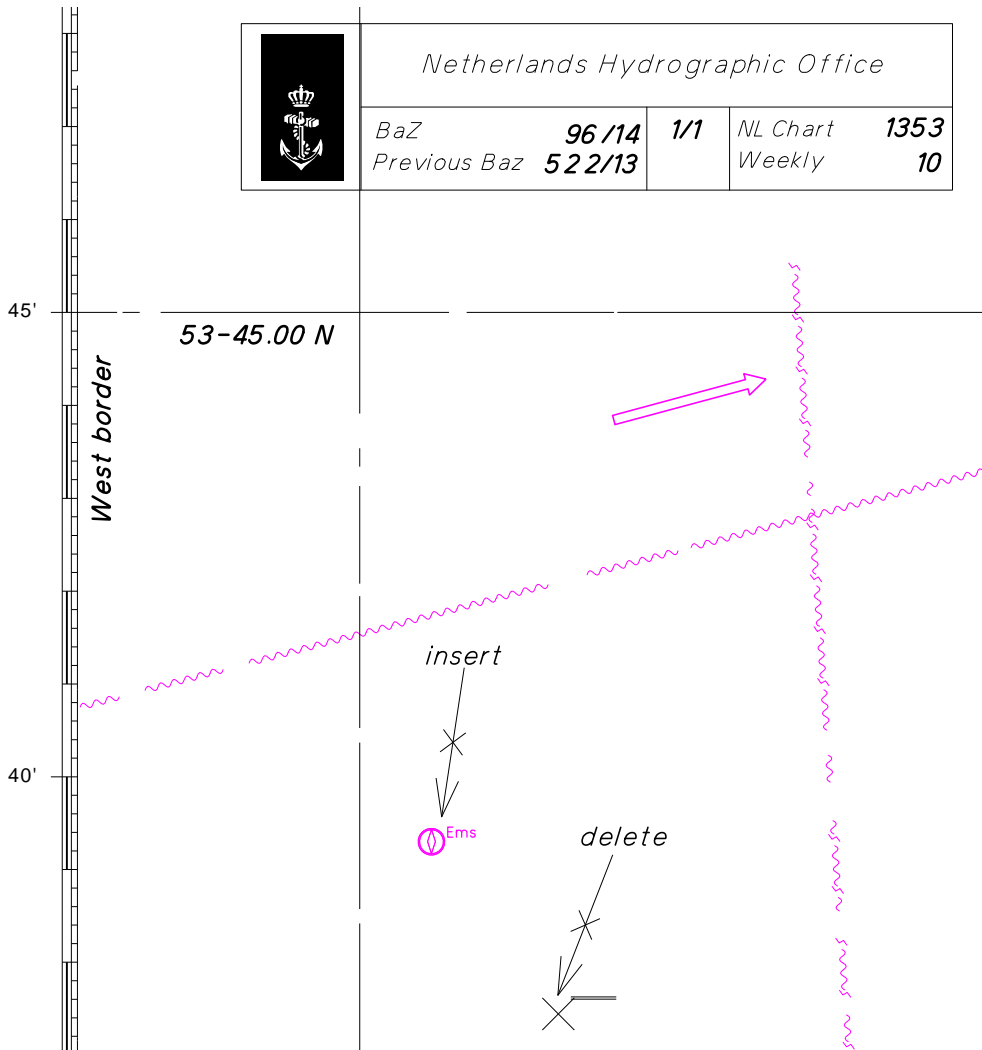 Netherlands Hydrographic Office
BaZ 96/14 1/1 NL Chart 1353
Previous Baz 522/13 Weekly 10
45'
53-45.00 N
West border
insert
40'
Ems
delete